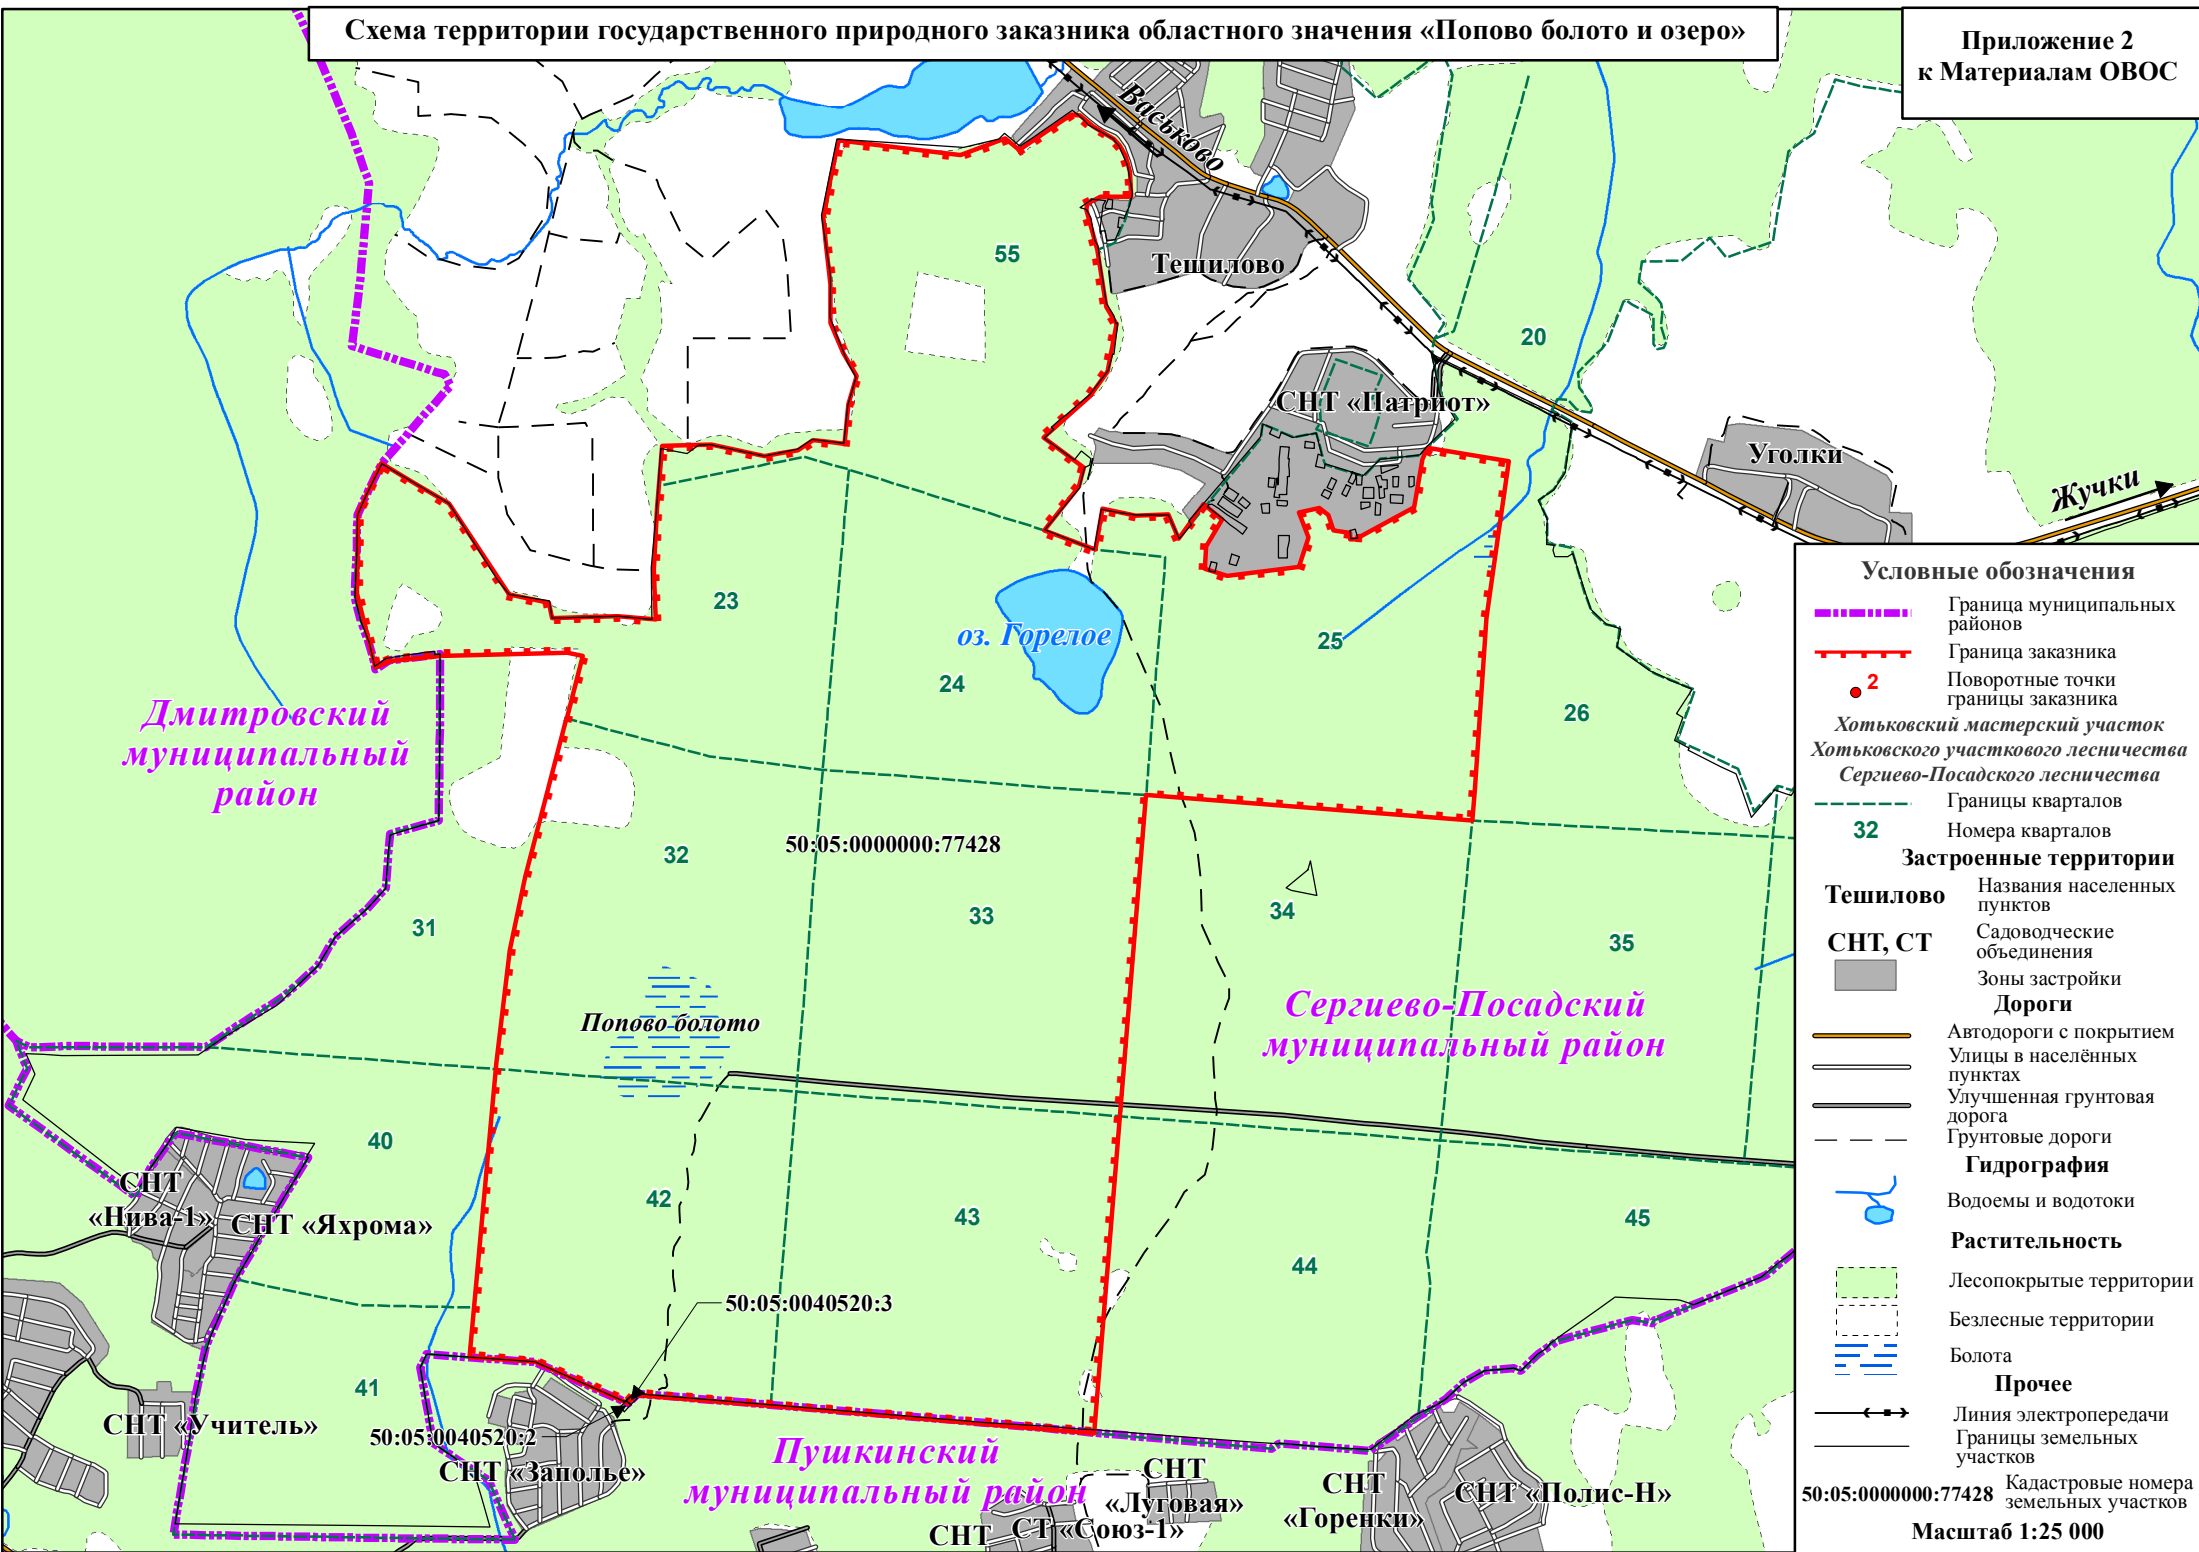 Схема территории государственного природного заказника областного значения «Попово болото и озеро»
Приложение 2
к Материалам ОВОС
Васьково
55
Тешилово
20
СНТ «Патриот»
Уголки
Жучки
23
оз. Горелое
25
24
26
Дмитровский
муниципальный
район
32
50:05:0000000:77428
31
33
34
35
Попово болото
Сергиево-Посадский
муниципальный район
40
СНТ
«Нива-1»
СНТ «Яхрома»
42
43
45
44
50:05:0040520:3
41
СНТ «Учитель»
50:05:0040520:2
СНТ «Заполье»
Пушкинский
муниципальный район
СНТ
«Луговая»
СНТ
СТ «Союз-1»
СНТ
«Горенки»
СНТ «Полис-Н»
Условные обозначения
Граница муниципальных
районов
Граница заказника
2
Поворотные точки
границы заказника
Хотьковский мастерский участок
Хотьковского участкового лесничества
Сергиево-Посадского лесничества
Границы кварталов
32 Номера кварталов
Застроенные территории
Тешилово Названия населенных
пунктов
СНТ, СТ Садоводческие
объединения
Зоны застройки
Дороги
Автодороги с покрытием
Улицы в населённых
пунктах
Улучшенная грунтовая
дорога
Грунтовые дороги
Гидрография
Водоемы и водотоки
Растительность
Лесопокрытые территории
Безлесные территории
Болота
Прочее
Линия электропередачи
Границы земельных
участков
50:05:0000000:77428 Кадастровые номера
земельных участков
Масштаб 1:25 000